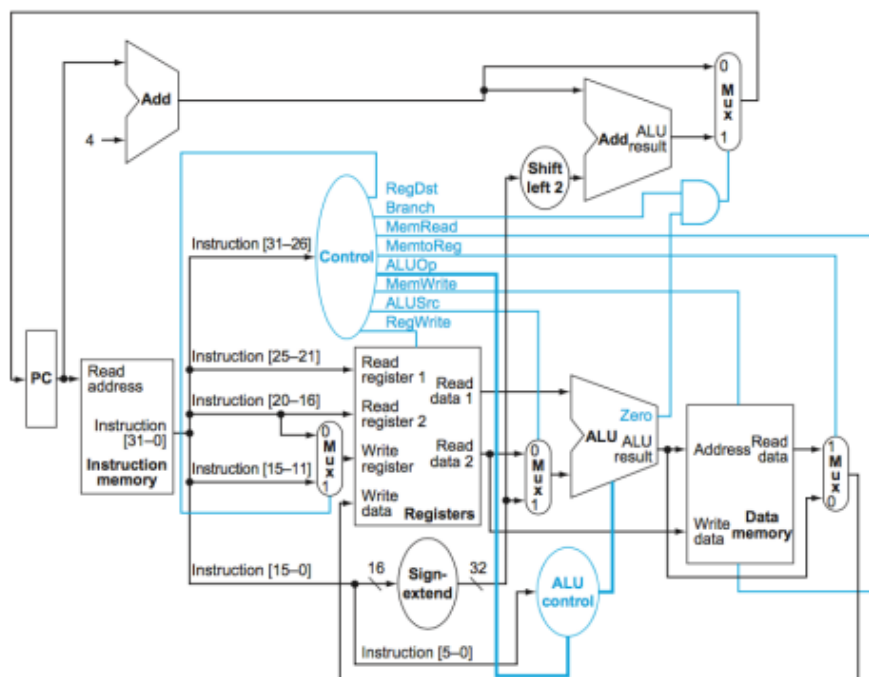 Add
4
0
Mux
1
Add
ALU
result
Shift
left 2
RegDst
Branch
MemRead
MemtoReg
ALUOp
MemWrite
ALUSrc
RegWrite
Control
Instruction [31–26]
Instruction [25–21]
Instruction [20–16]
Instruction [15–11]
Instruction [15–0]
Instruction [5–0]
PC
Read
address
Instruction
[31–0]
Instruction
memory
0
Mux
1
Read
register 1
Read
register 2
Write
register
Write
data
Read
data 1
Read
data 2
Registers
16
Sign-
extend
32
0
Mux
1
Zero
ALU
ALU
result
ALU
control
Address
Read
data
Write
data
Data
memory
1
Mux
0